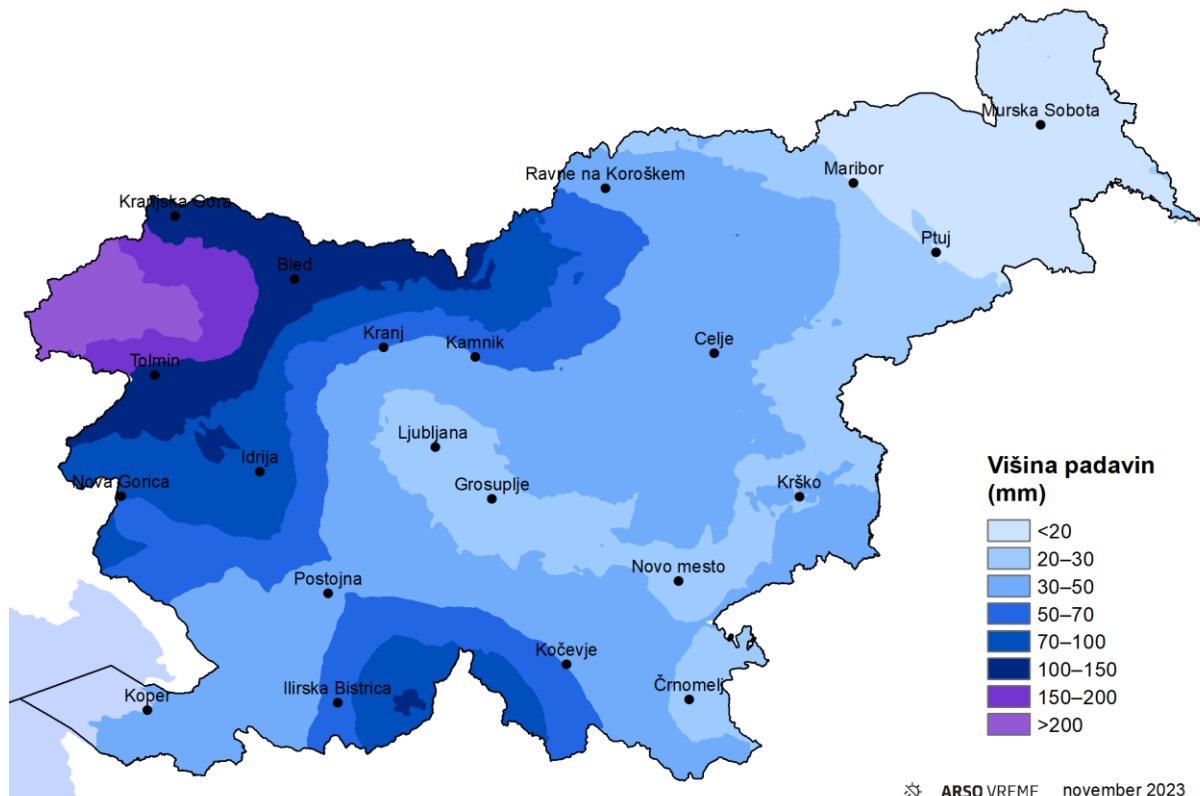 Murska Sobota
Maribor
Ravne na Koroškem
Kranjska Gora
Ptuj
Bled
Kranj
Kamnik
Celje
Tolmin
Ljubljana
Idrija
Nova Gorica
Grosuplje
Krško
Postojna
Novo mesto
Kočevje
Koper
Ilirska Bistrica
Črnomelj
Višina padavin
(mm)
<20
20–30
30–50
50–70
70–100
100–150
150–200
>200
ARSO VREME november 2023